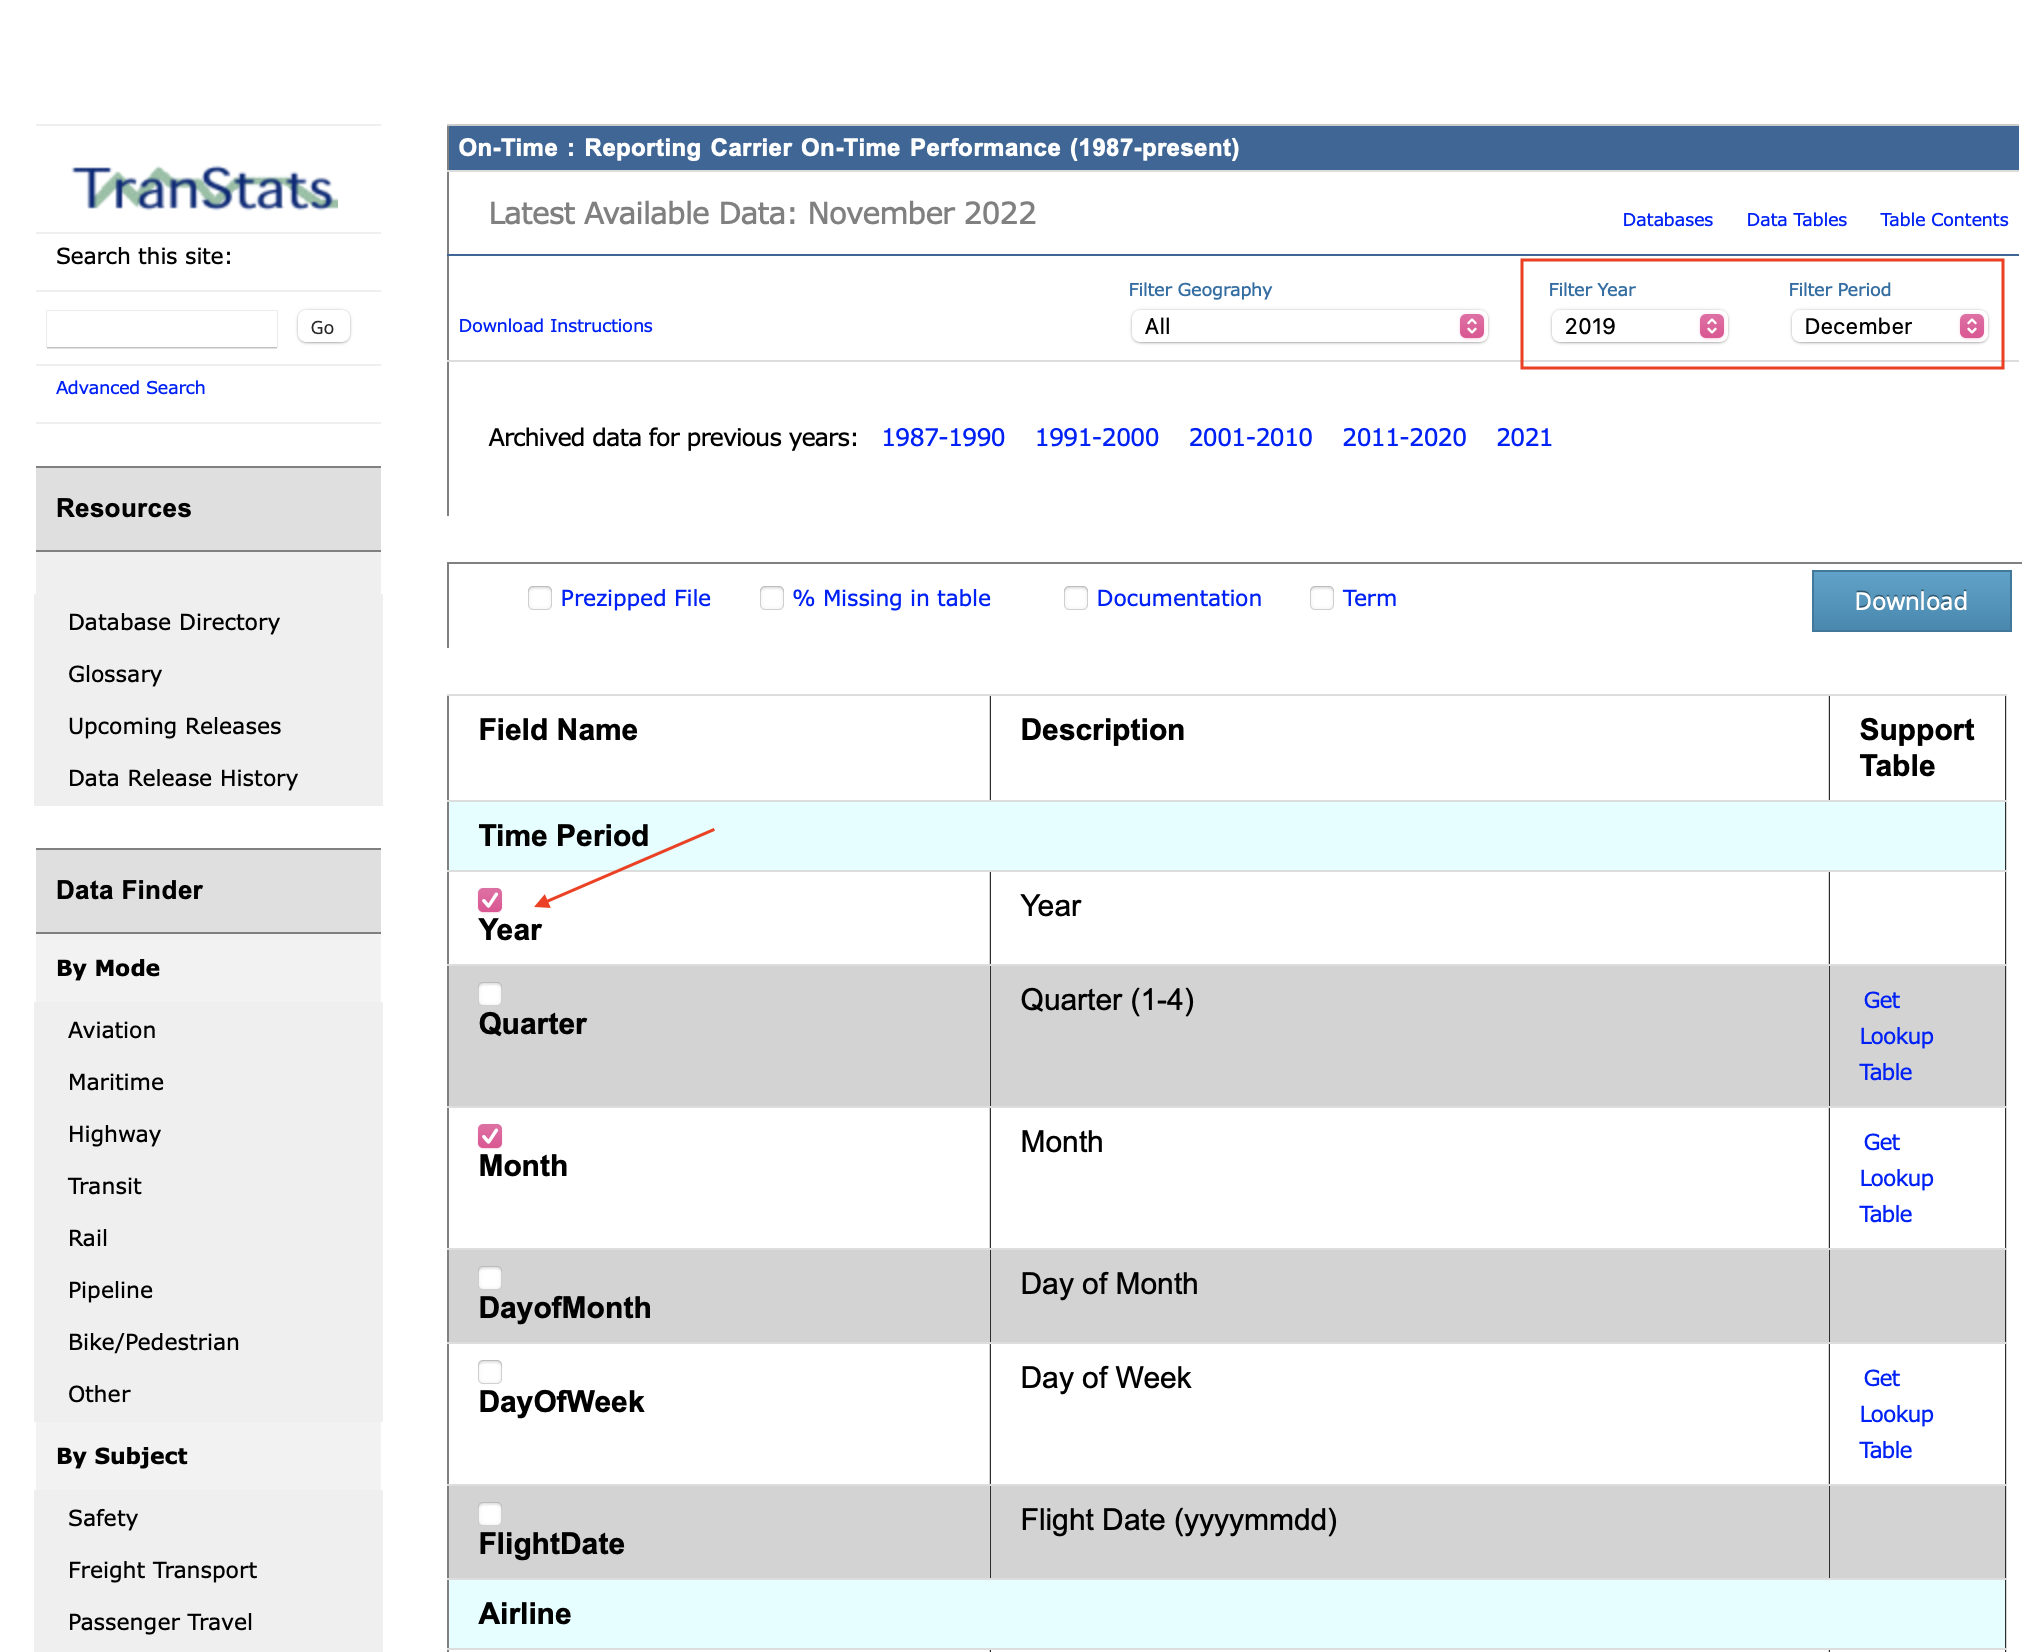 TranStats
Search this site:
Go
Advanced Search
Resources
Database Directory
Glossary
Upcoming Releases
Data Release History
Data Finder
By Mode
Aviation
Maritime
Highway
Transit
Rail
Pipeline
Bike/Pedestrian
Other
By Subject
Safety
Freight Transport
Passenger Travel
On-Time : Reporting Carrier On-Time Performance (1987-present)
Latest Available Data: November 2022
Databases Data Tables Table Contents
Filter Geography Filter Year Filter Period
Download Instructions All 2019 December
Archived data for previous years: 1987-1990 1991-2000 2001-2010 2011-2020 2021
Prezipped File % Missing in table Documentation Term Download
Field Name Description Support
Table
Time Period
Year Year
Quarter Quarter (1-4) Get
Lookup
Table
Month Month Get
Lookup
Table
DayofMonth Day of Month
DayOfWeek Day of Week Get
Lookup
Table
FlightDate Flight Date (yyyymmdd)
Airline